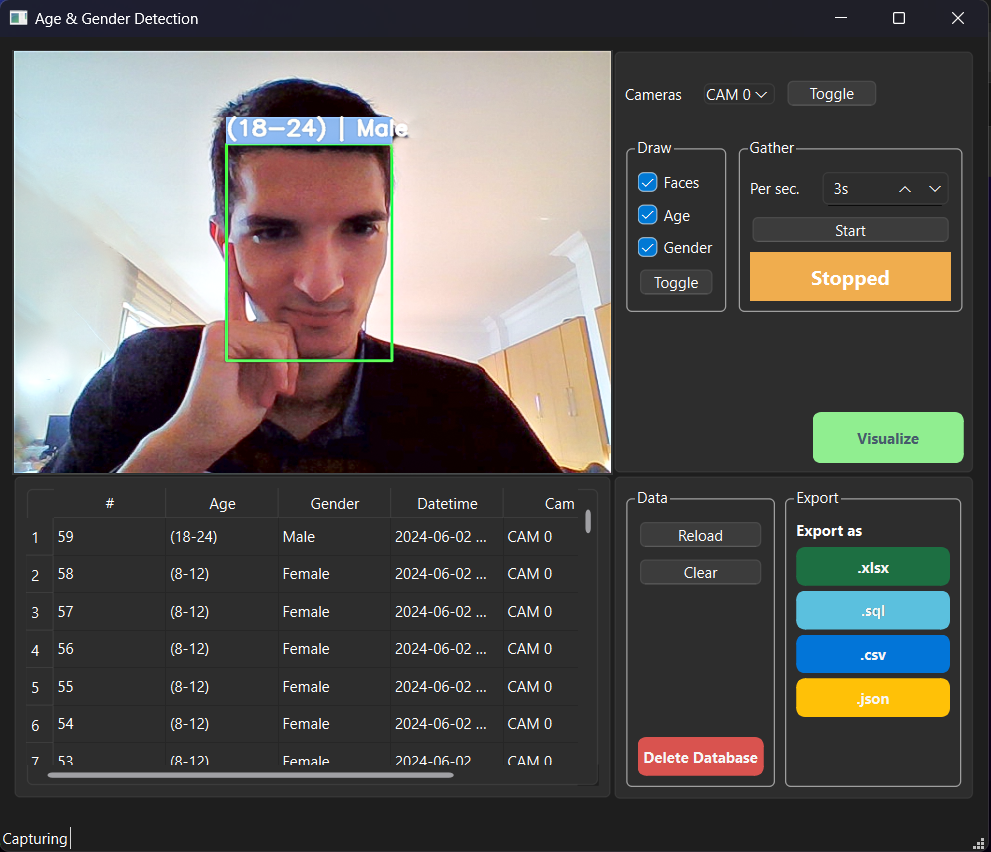 Age & Gender Detection
(18-24) | Male
Cameras CAM 0 Toggle
Draw
Faces
Age
Gender
Toggle
Gather
Per sec. 3s
Start
Stopped
Visualize
# Age Gender Datetime Cam
1 59 (18-24) Male 2024-06-02 ... CAM 0
2 58 (8-12) Female 2024-06-02 ... CAM 0
3 57 (8-12) Female 2024-06-02 ... CAM 0
4 56 (8-12) Female 2024-06-02 ... CAM 0
5 55 (8-12) Female 2024-06-02 ... CAM 0
6 54 (8-12) Female 2024-06-02 ... CAM 0
7 53 (8-12) Female 2024-06-02 CAM 0
Data
Reload
Clear
Delete Database
Export
Export as
.xlsx
.sql
.csv
.json
Capturing